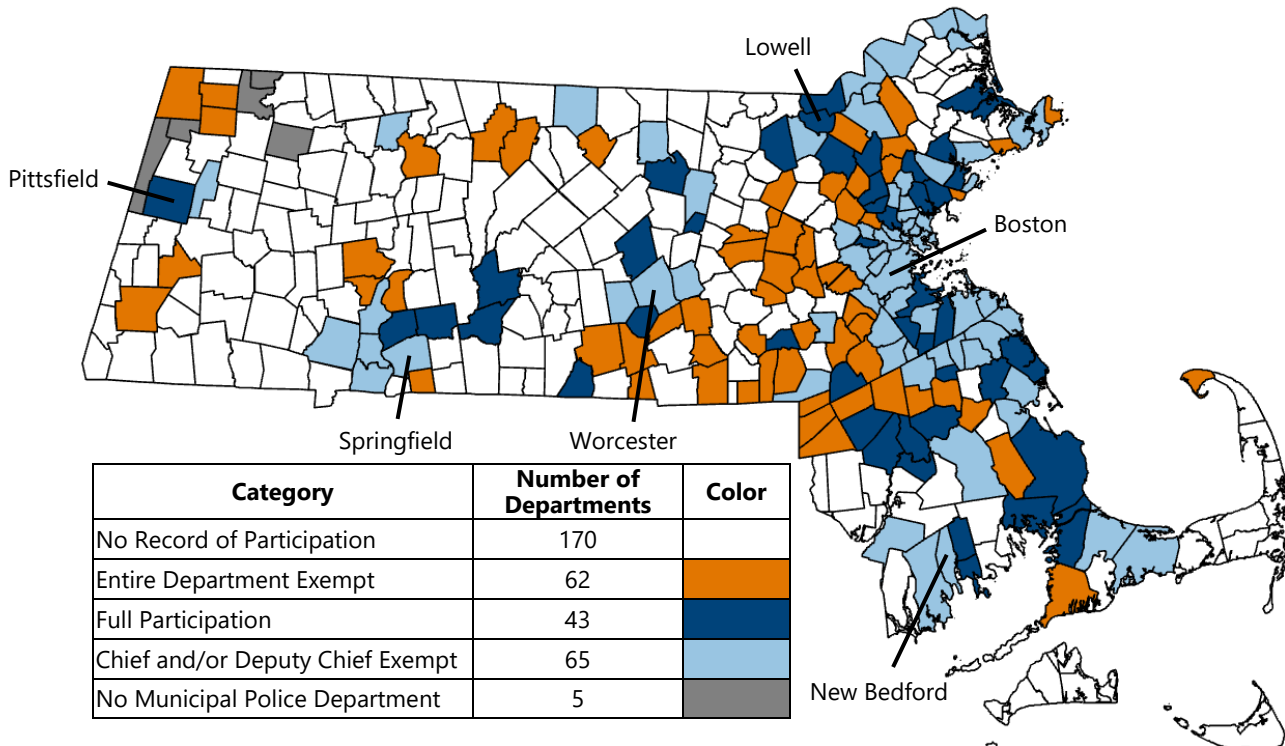 Lowell
Pittsfield
Boston
Springfield
Worcester
New Bedford
Category Number of Departments Color
No Record of Participation 170
Entire Department Exempt 62
Full Participation 43
Chief and/or Deputy Chief Exempt 65
No Municipal Police Department 5